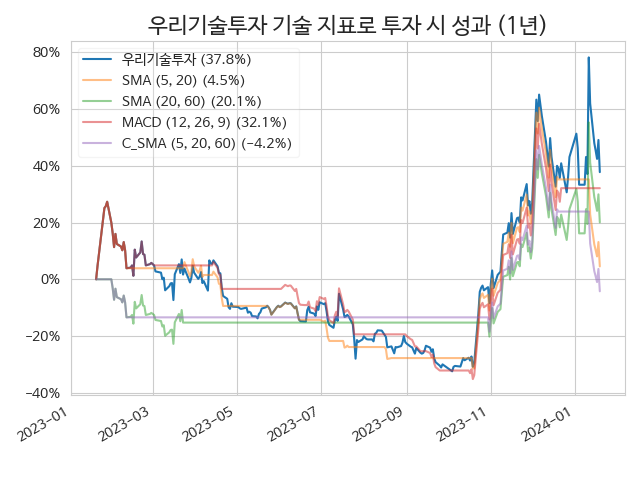 우리기술투자 기술 지표로 투자 시 성과 (1년)
80%
60%
40%
20%
0%
−20%
−40%
우리기술투자 (37.8%)
SMA (5, 20) (4.5%)
SMA (20, 60) (20.1%)
MACD (12, 26, 9) (32.1%)
C_SMA (5, 20, 60) (−4.2%)
2023−01
2023−03
2023−05
2023−07
2023−09
2023−11
2024−01